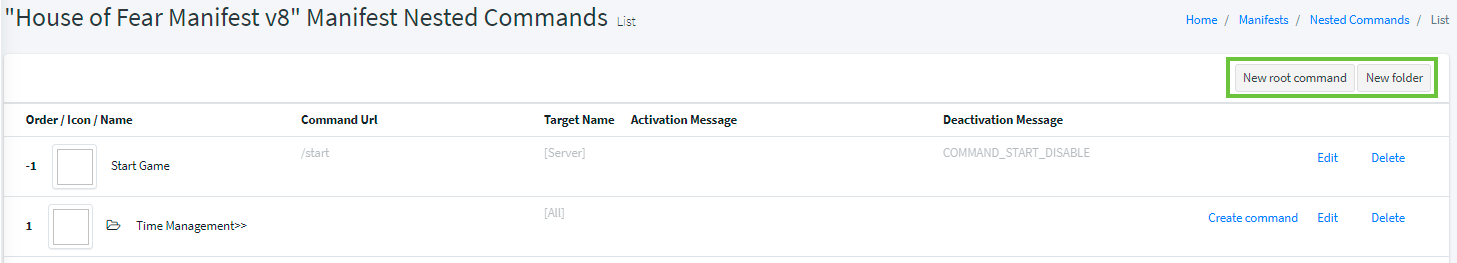 "House of Fear Manifest v8" Manifest Nested Commands List
Home / Manifests / Nested Commands / List
New root command New folder
Order / Icon / Name Command Url Target Name Activation Message Deactivation Message
-1 Start Game /start [Server] COMMAND_START_DISABLE Edit Delete
1 Time Management>> [All] Create command Edit Delete